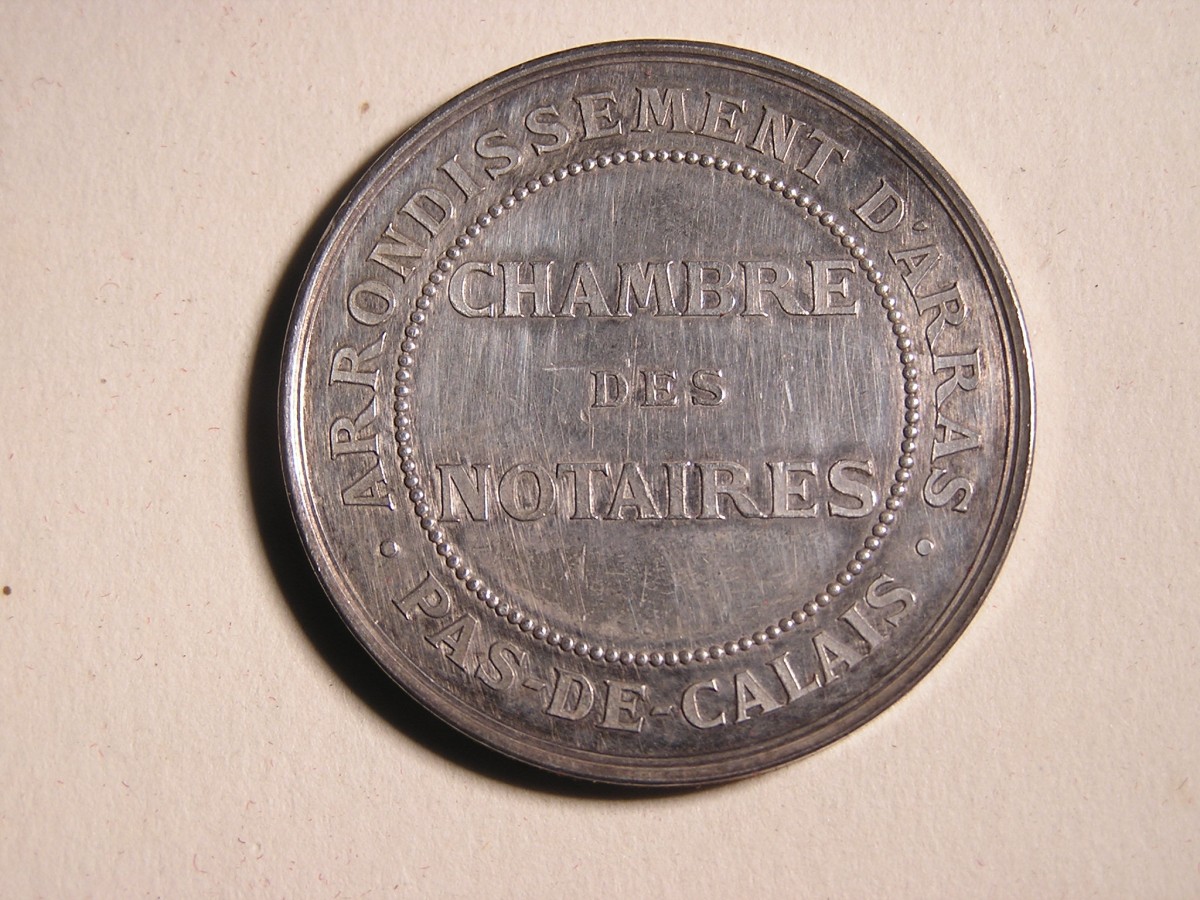 ARRONDISSEMENT D'ARRAS
CHAMBRE
DES
NOTAIRES
· PAS-DE-CALAIS ·